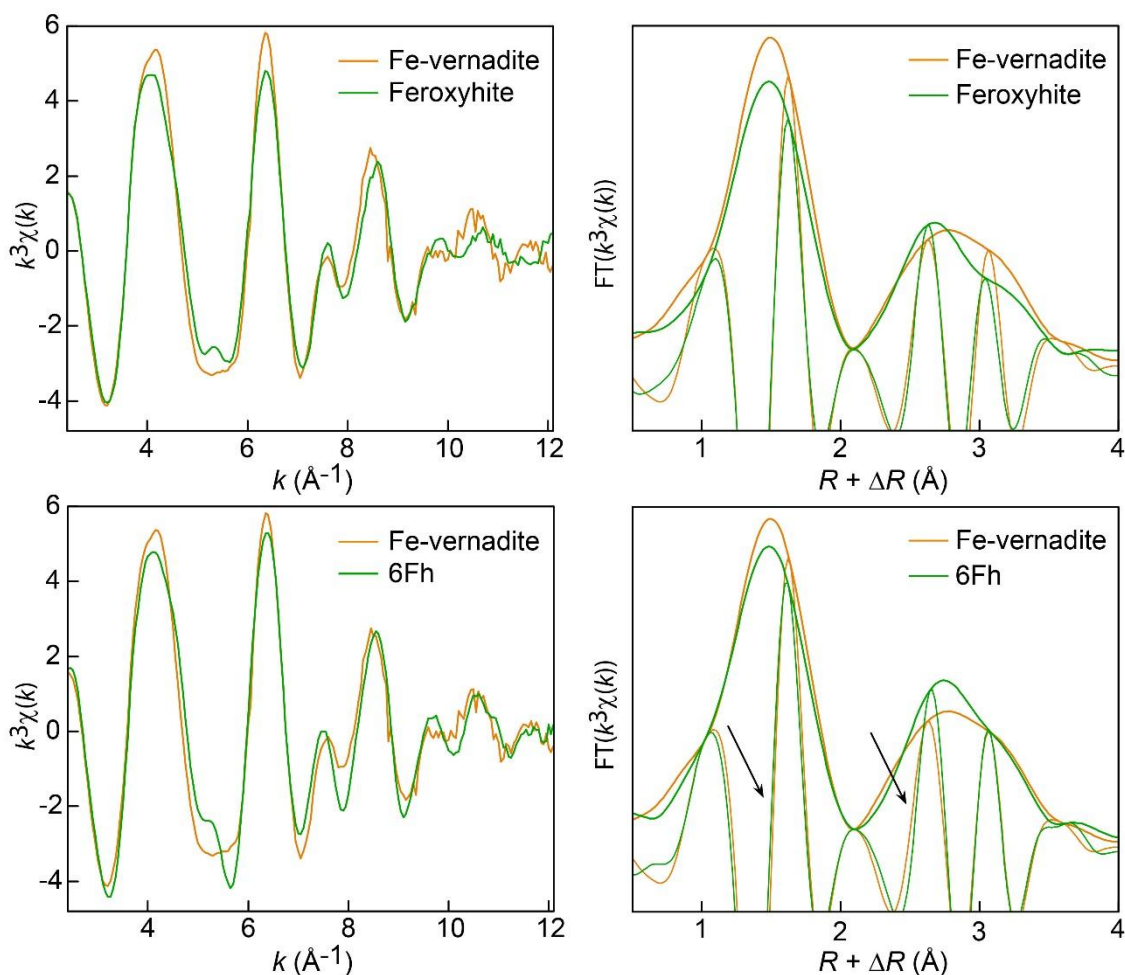 6
4
2
0
-2
-4
k³χ(k)
Fe-vernadite
Feroxyhite
4 6 8 10 12
k (Å⁻¹)
FT(k³χ(k))
Fe-vernadite
Feroxyhite
1 2 3 4
R + ΔR (Å)
6
4
2
0
-2
-4
k³χ(k)
Fe-vernadite
6Fh
4 6 8 10 12
k (Å⁻¹)
FT(k³χ(k))
Fe-vernadite
6Fh
1 2 3 4
R + ΔR (Å)